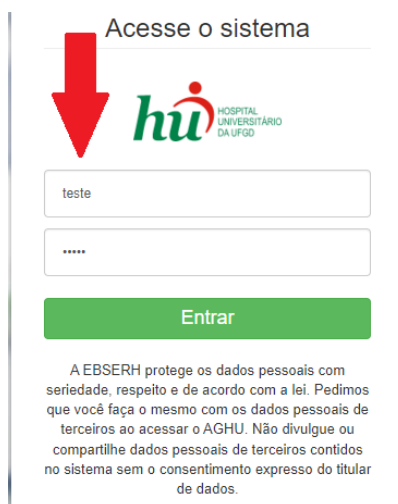 Acesse o sistema
hu
HOSPITAL
UNIVERSITÁRIO
DA UFGD
teste
•••••
Entrar
A EBSERH protege os dados pessoais com
seriedade, respeito e de acordo com a lei. Pedimos
que você faça o mesmo com os dados pessoais de
terceiros ao acessar o AGHU. Não divulgue ou
compartilhe dados pessoais de terceiros contidos
no sistema sem o consentimento expresso do titular
de dados.